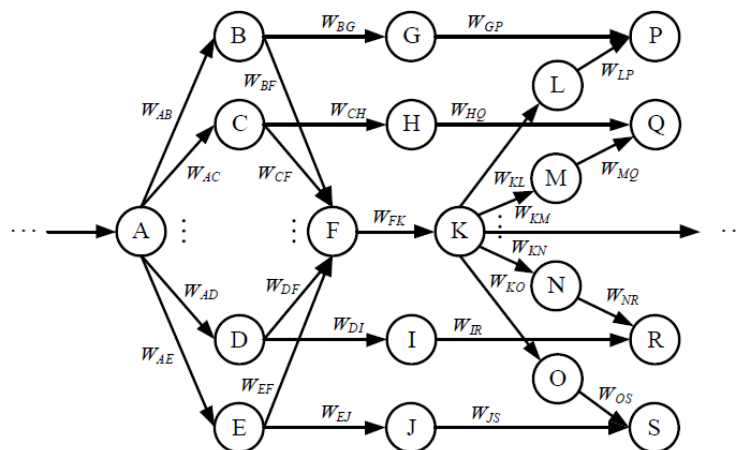 B W_BG G W_GP P
W_LP
L
W_BF
W_AB
C W_CH H W_HQ Q
W_AC W_CF W_KL M W_MQ
W_KM
··· A ⋮ ⋮ F W_FK K ⋮ ··
W_KN
W_KO
W_AD W_DF N W_NR
D W_DI I W_IR R
W_AE
W_EF O W_OS
E W_EJ J W_JS S